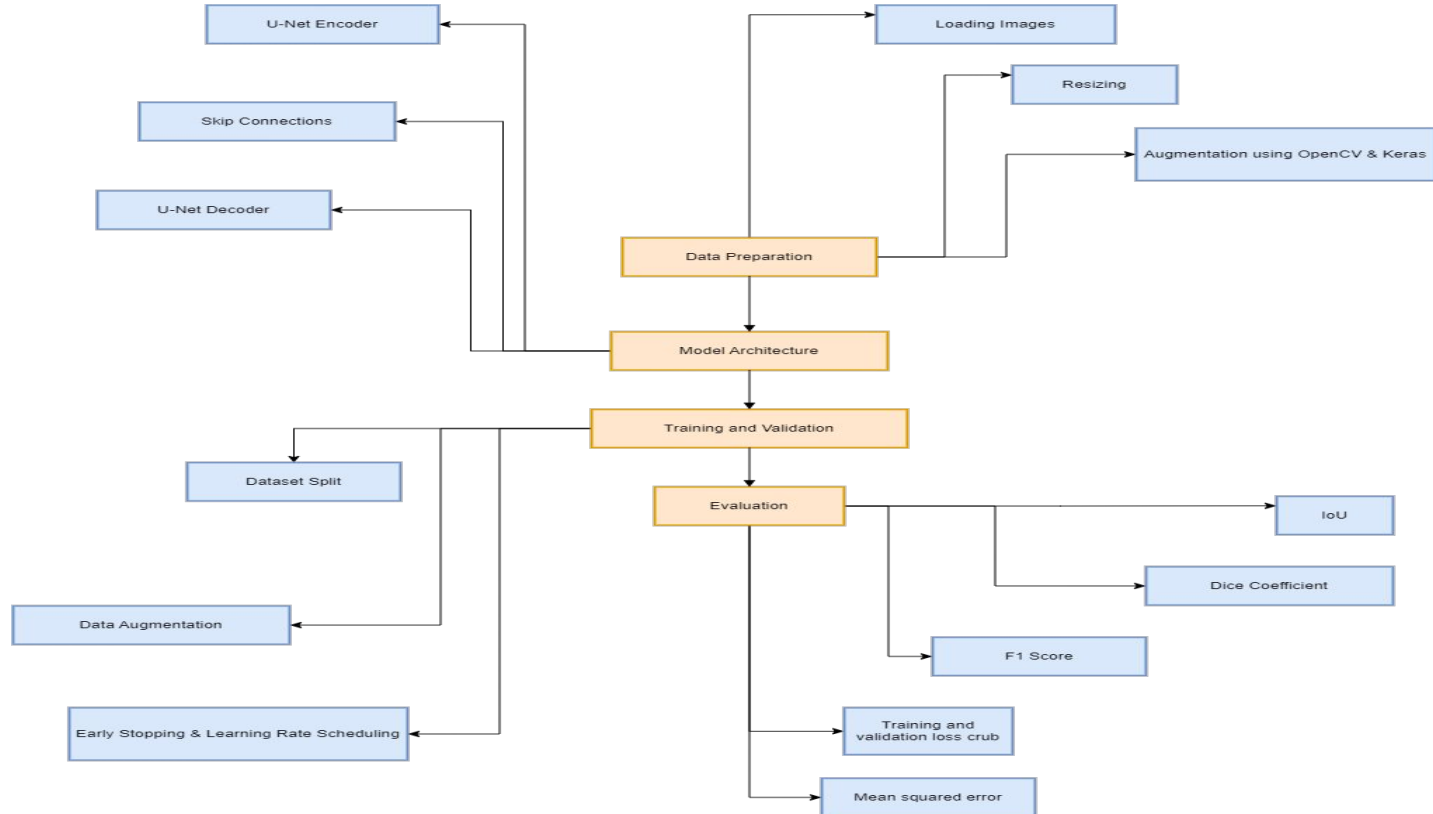 U-Net Encoder
Loading Images
Resizing
Skip Connections
Augmentation using OpenCV & Keras
U-Net Decoder
Data Preparation
Model Architecture
Training and Validation
Dataset Split
Evaluation
IoU
Dice Coefficient
Data Augmentation
F1 Score
Early Stopping & Learning Rate Scheduling
Training and
validation loss crub
Mean squared error